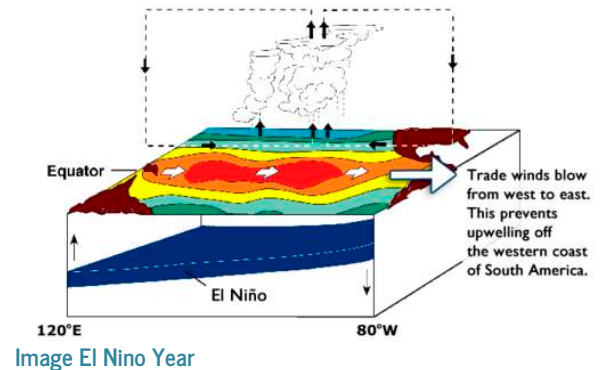 Equator
Trade winds blow
from west to east.
This prevents
upwelling off
the western coast
of South America.
El Niño
120°E
80°W
Image El Nino Year